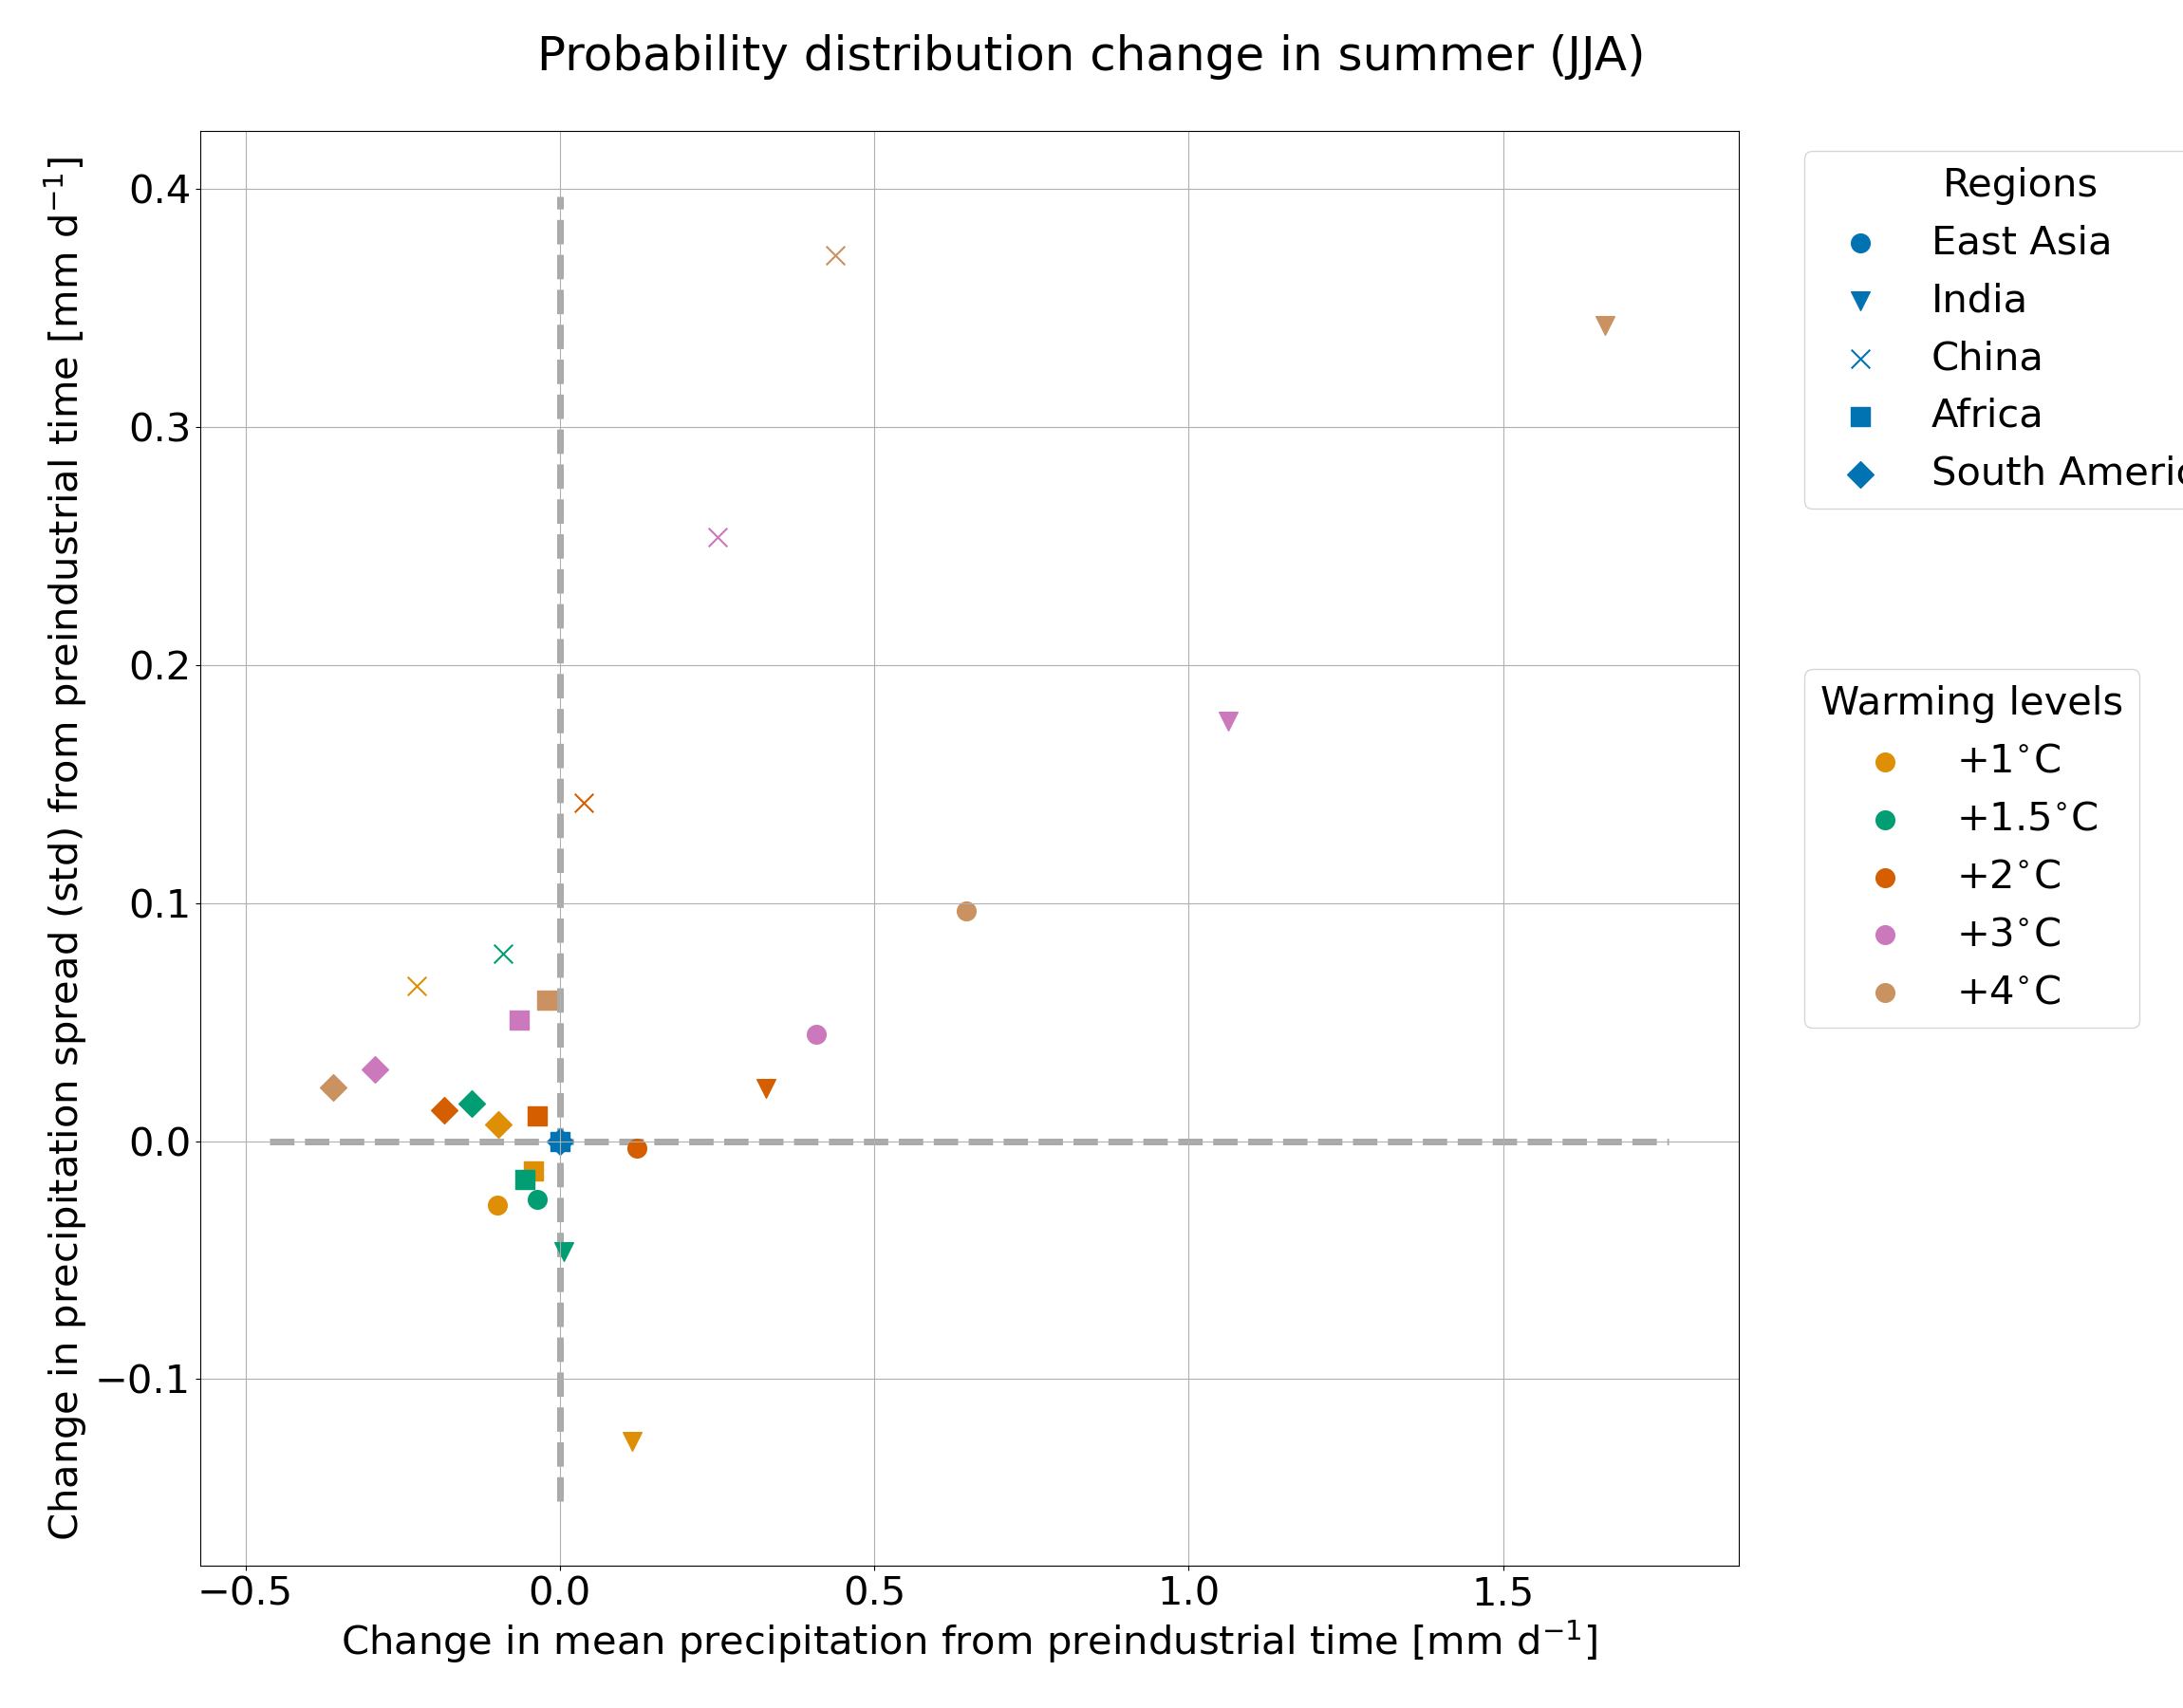 Probability distribution change in summer (JJA)
Change in precipitation spread (std) from preindustrial time [mm d⁻¹]
0.4
0.3
0.2
0.1
0.0
−0.1
−0.5
0.0
0.5
1.0
1.5
Change in mean precipitation from preindustrial time [mm d⁻¹]
Regions
East Asia
India
China
Africa
South Americ
Warming levels
+1°C
+1.5°C
+2°C
+3°C
+4°C